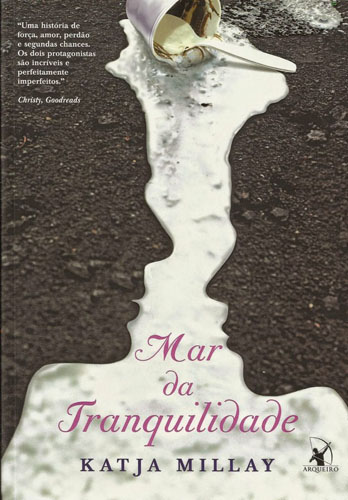 “Uma história de
força, amor, perdão
e segundas chances.
Os dois protagonistas
são incríveis e
perfeitamente
imperfeitos.”
Christy, Goodreads
Mar
da
Tranquilidade
KATJA MILLAY
ARQUEIRO